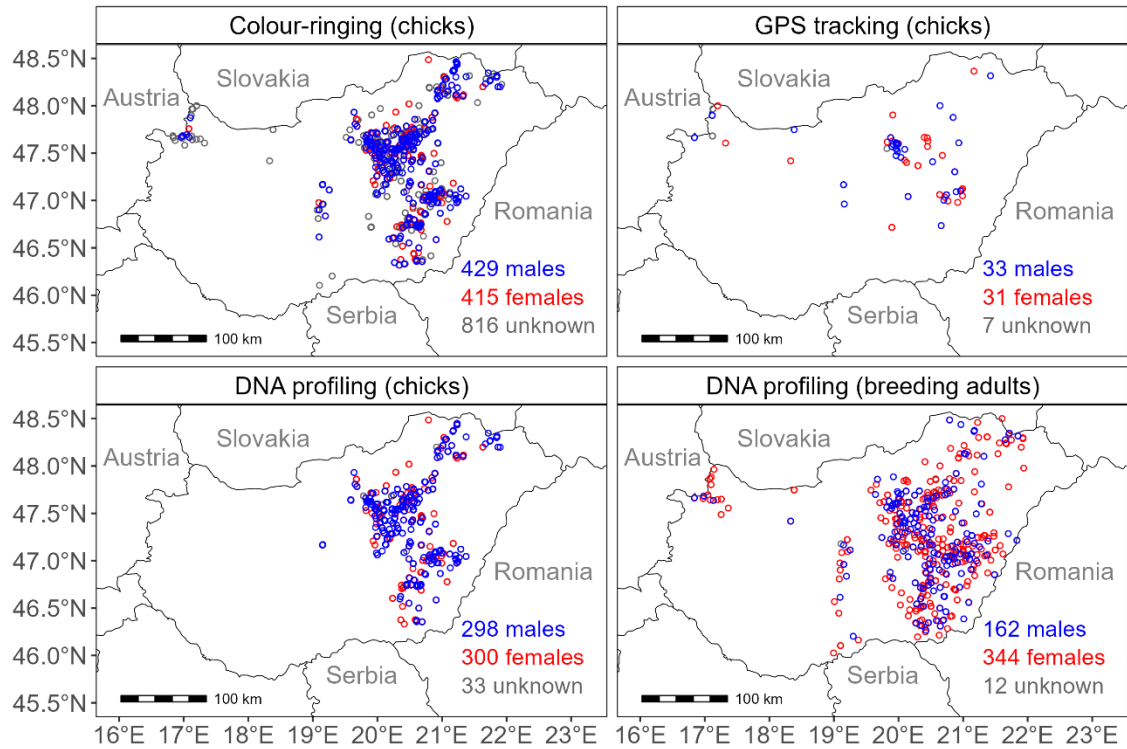 Colour-ringing (chicks)
GPS tracking (chicks)
48.5°N
48.0°N
47.5°N
47.0°N
46.5°N
46.0°N
45.5°N
Slovakia
Austria
Romania
Serbia
429 males
415 females
816 unknown
100 km
Slovakia
Austria
Romania
Serbia
33 males
31 females
7 unknown
100 km
DNA profiling (chicks)
DNA profiling (breeding adults)
48.5°N
48.0°N
47.5°N
47.0°N
46.5°N
46.0°N
45.5°N
Slovakia
Austria
Romania
Serbia
298 males
300 females
33 unknown
100 km
Slovakia
Austria
Romania
Serbia
162 males
344 females
12 unknown
100 km
16°E 17°E 18°E 19°E 20°E 21°E 22°E 23°E
16°E 17°E 18°E 19°E 20°E 21°E 22°E 23°E